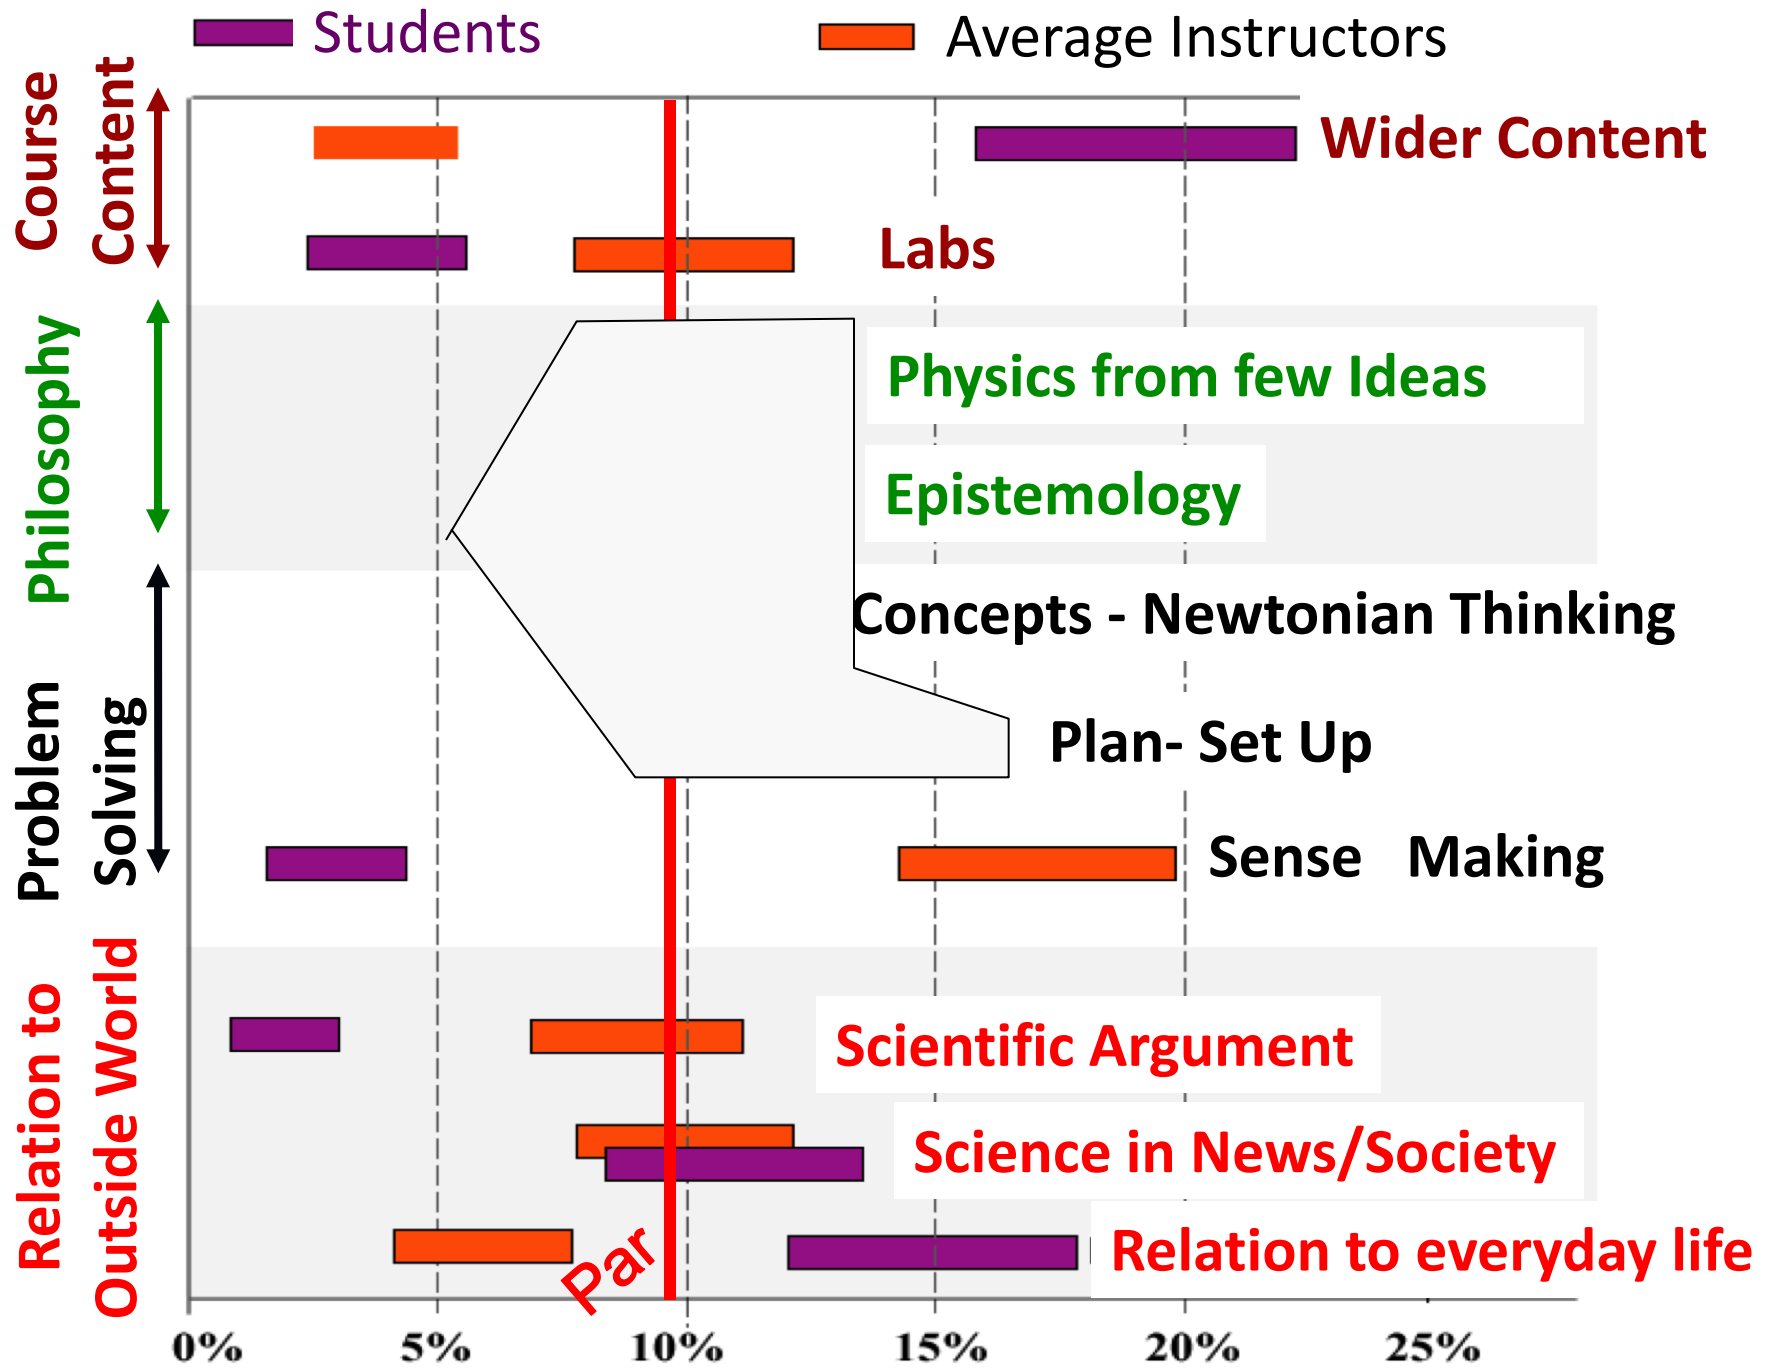 Students
Average Instructors
Course
Content
Wider Content
Labs
Philosophy
Physics from few Ideas
Epistemology
Problem
Solving
Concepts - Newtonian Thinking
Plan- Set Up
Sense Making
Relation to
Outside World
Scientific Argument
Science in News/Society
Relation to everyday life
Par
0% 5% 10% 15% 20% 25%